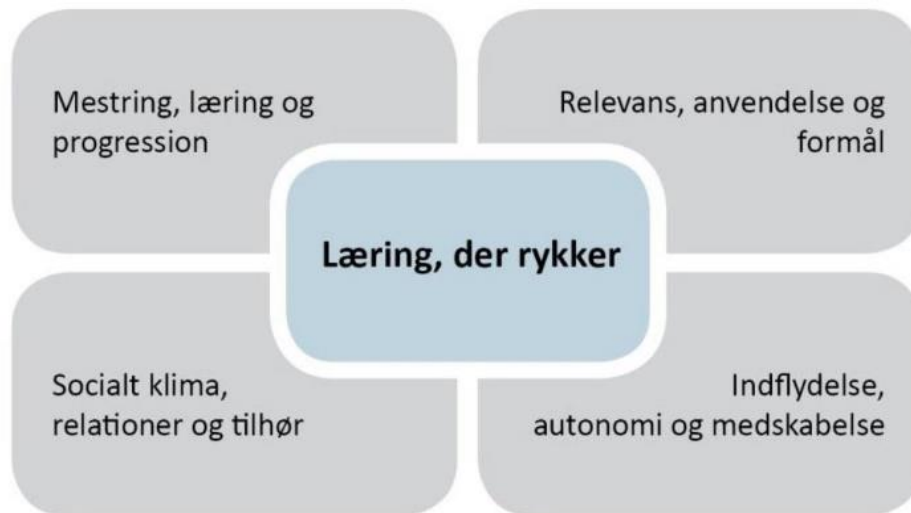 Mestring, læring og
progression
Relevans, anvendelse og
formål
Læring, der rykker
Socialt klima,
relationer og tilhør
Indflydelse,
autonomi og medskabelse